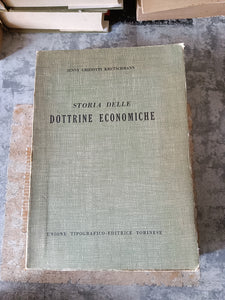 JENNY GRIZIOTTI KRETSCHMANN
STORIA DELLE
DOTTRINE ECONOMICHE
UNIONE TIPOGRAFICO-EDITRICE TORINESE